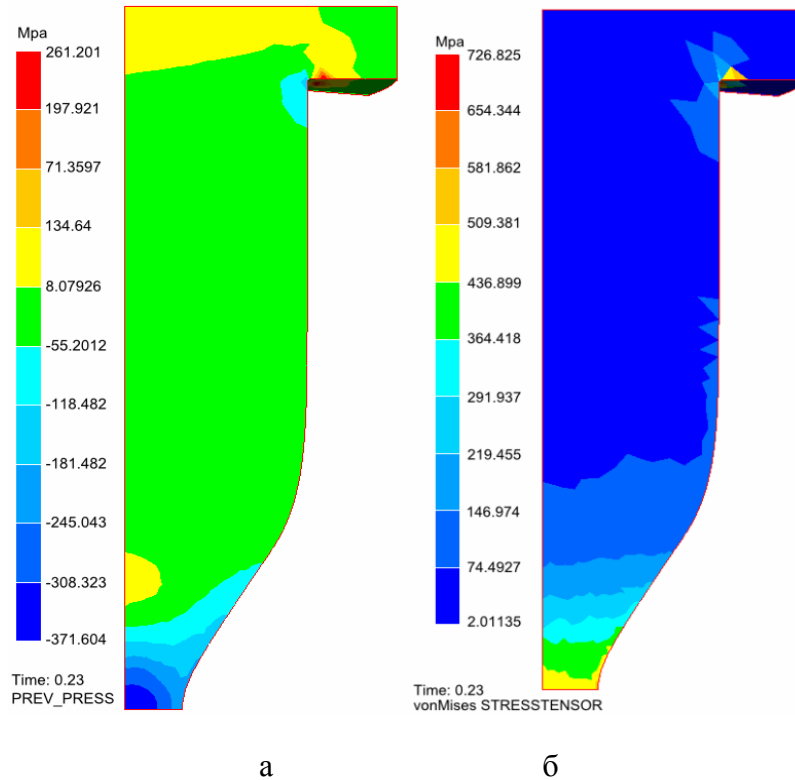 Mpa
261.201
197.921
71.3597
134.64
8.07926
-55.2012
-118.482
-181.482
-245.043
-308.323
-371.604
Time: 0.23
PREV_PRESS
Mpa
726.825
654.344
581.862
509.381
436.899
364.418
291.937
219.455
146.974
74.4927
2.01135
Time: 0.23
vonMises STRESSTENSOR
а
б